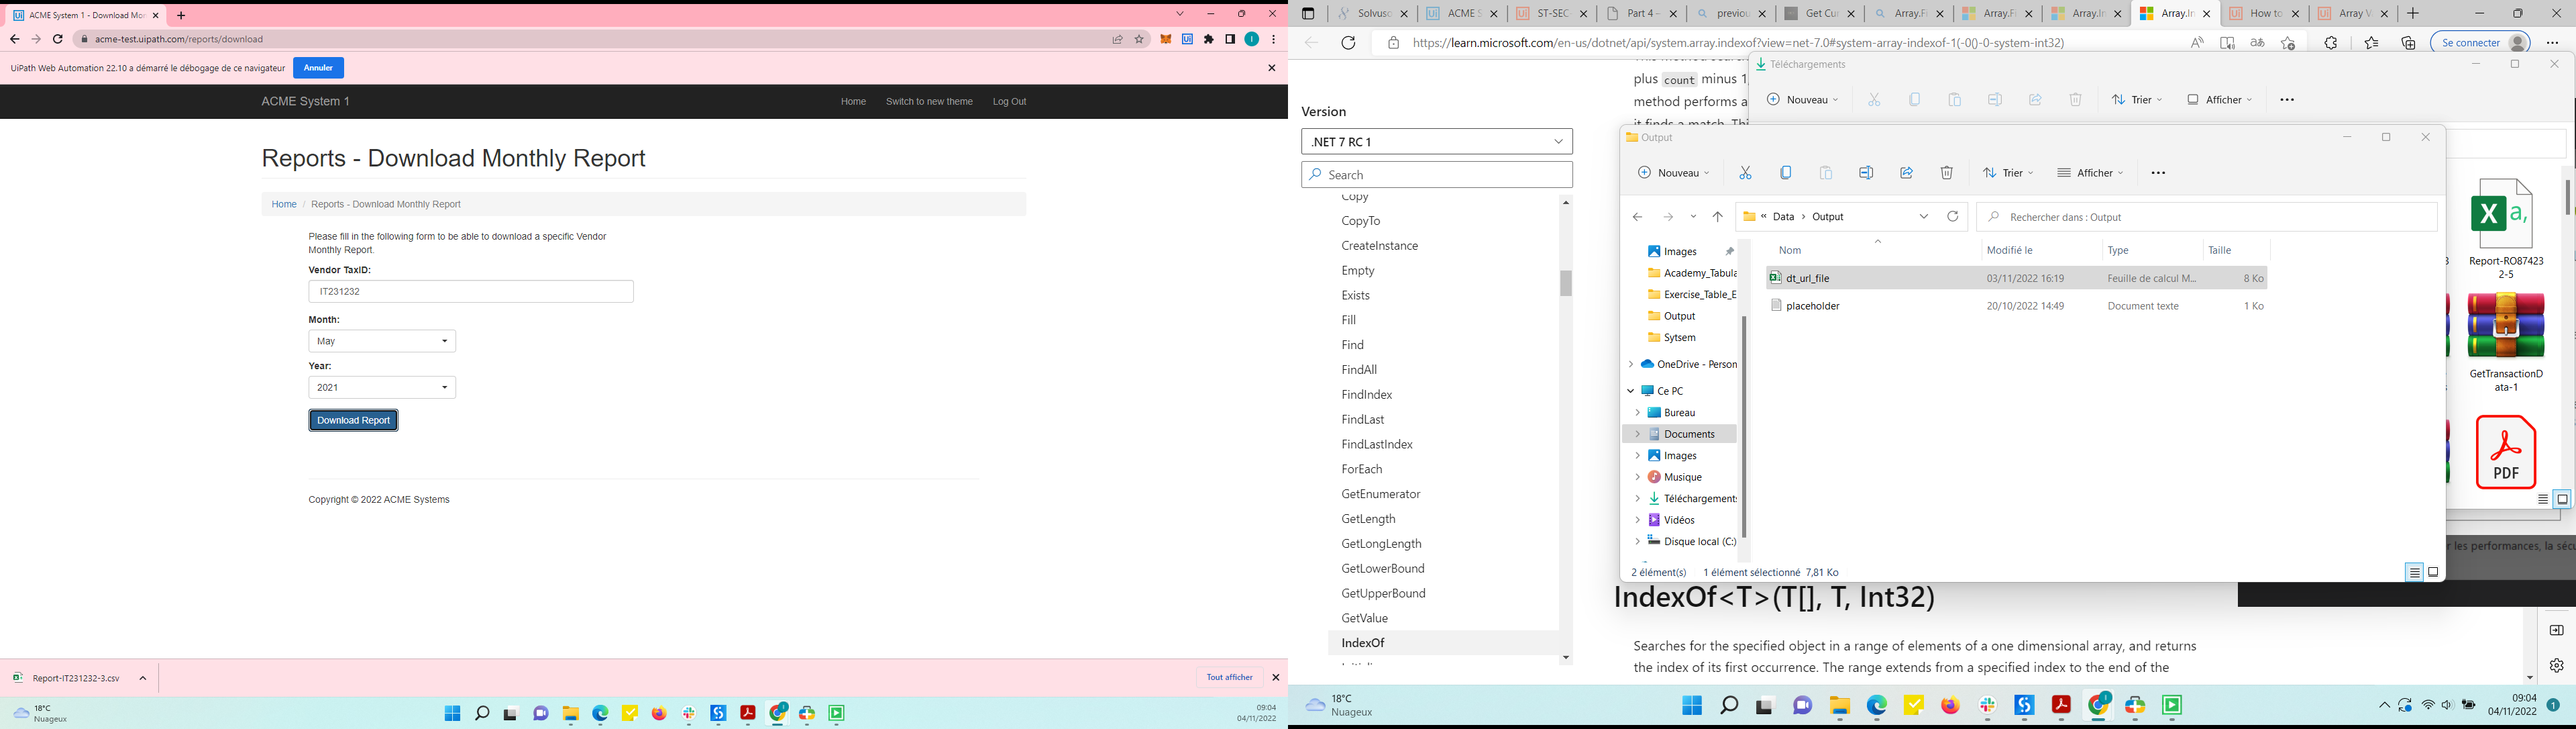 ACME System 1 - Download Mon
acme-test.uipath.com/reports/download
UiPath Web Automation 22.10 a démarré le débogage de ce navigateur
Annuler
ACME System 1
Home
Switch to new theme
Log Out
Reports - Download Monthly Report
Home / Reports - Download Monthly Report
Please fill in the following form to be able to download a specific Vendor
Monthly Report.
Vendor TaxID:
IT231232
Month:
May
Year:
2021
Download Report
Copyright © 2022 ACME Systems
Report-IT231232-3.csv
Tout afficher
18°C
Nuageux
09:04
04/11/2022
Solvusc
ACME S
ST-SEC
Part 4 –
previou
Get Cur
Array.Fi
Array.Fi
Array.In
Array.In
How to
Array V
https://learn.microsoft.com/en-us/dotnet/api/system.array.indexof?view=net-7.0#system-array-indexof-1(-0()-0-system-int32)
Se connecter
Version
.NET 7 RC 1
Search
Copy
CopyTo
CreateInstance
Empty
Exists
Fill
Find
FindAll
FindIndex
FindLast
FindLastIndex
ForEach
GetEnumerator
GetLength
GetLongLength
GetLowerBound
GetUpperBound
GetValue
IndexOf
plus count minus 1
method performs a
it finds a match. Thi
Téléchargements
Nouveau
Trier
Afficher
Output
Nouveau
Trier
Afficher
« Data > Output
Rechercher dans : Output
Images
Academy_Tabula
Exercise_Table_E
Output
Sytsem
OneDrive - Person
Ce PC
Bureau
Documents
Images
Musique
Téléchargements
Vidéos
Disque local (C:)
Nom
Modifié le
Type
Taille
dt_url_file
03/11/2022 16:19
Feuille de calcul M...
8 Ko
placeholder
20/10/2022 14:49
Document texte
1 Ko
2 élément(s)
1 élément sélectionné 7,81 Ko
a,
Report-RO87423
2-5
GetTransactionD
ata-1
PDF
r les performances, la sécu
IndexOf<T>(T[], T, Int32)
Searches for the specified object in a range of elements of a one dimensional array, and returns
the index of its first occurrence. The range extends from a specified index to the end of the
18°C
Nuageux
09:04
04/11/2022
1